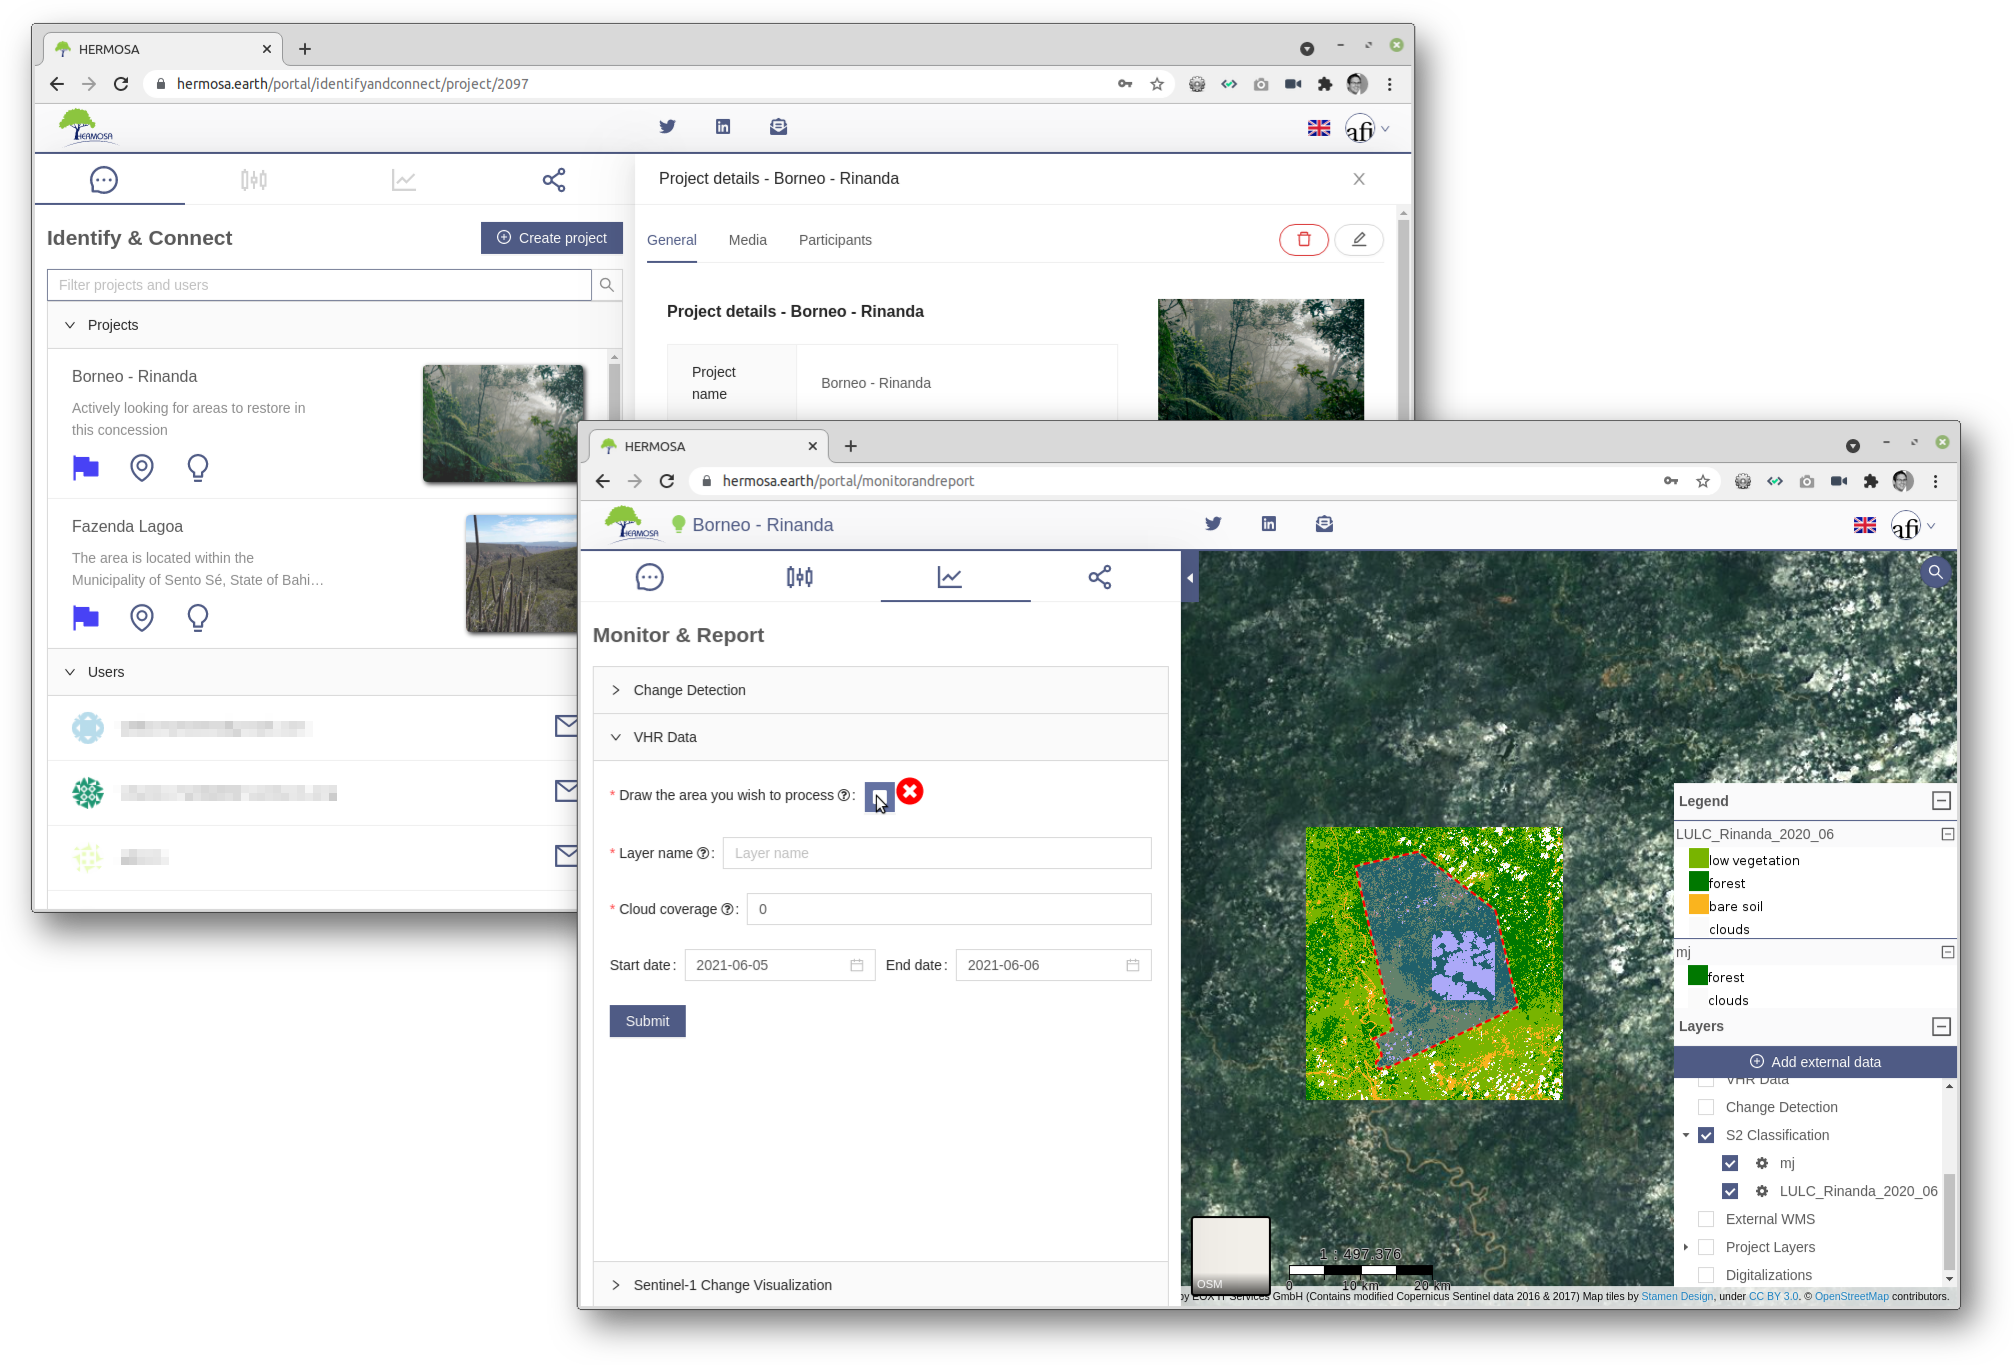 HERMOSA
hermosa.earth/portal/identifyandconnect/project/2097
HERMOSA
afi
Project details - Borneo - Rinanda
Identify & Connect
Create project
General
Media
Participants
Filter projects and users
Projects
Project details - Borneo - Rinanda
Borneo - Rinanda
Actively looking for areas to restore in
this concession
Project
name
Borneo - Rinanda
Fazenda Lagoa
The area is located within the
Municipality of Sento Sé, State of Bahi…
Users
HERMOSA
hermosa.earth/portal/monitorandreport
HERMOSA
Borneo - Rinanda
afi
Monitor & Report
Change Detection
VHR Data
* Draw the area you wish to process ? :
* Layer name ? :
Layer name
* Cloud coverage ? :
0
Start date :
2021-06-05
End date :
2021-06-06
Submit
Sentinel-1 Change Visualization
Legend
LULC_Rinanda_2020_06
low vegetation
forest
bare soil
clouds
mj
forest
clouds
Layers
Add external data
VHR Data
Change Detection
S2 Classification
mj
LULC_Rinanda_2020_06
External WMS
Project Layers
Digitalizations
OSM
1 : 497.376
0
10 km
20 km
by EOX IT Services GmbH (Contains modified Copernicus Sentinel data 2016 & 2017) Map tiles by Stamen Design, under CC BY 3.0. © OpenStreetMap contributors.